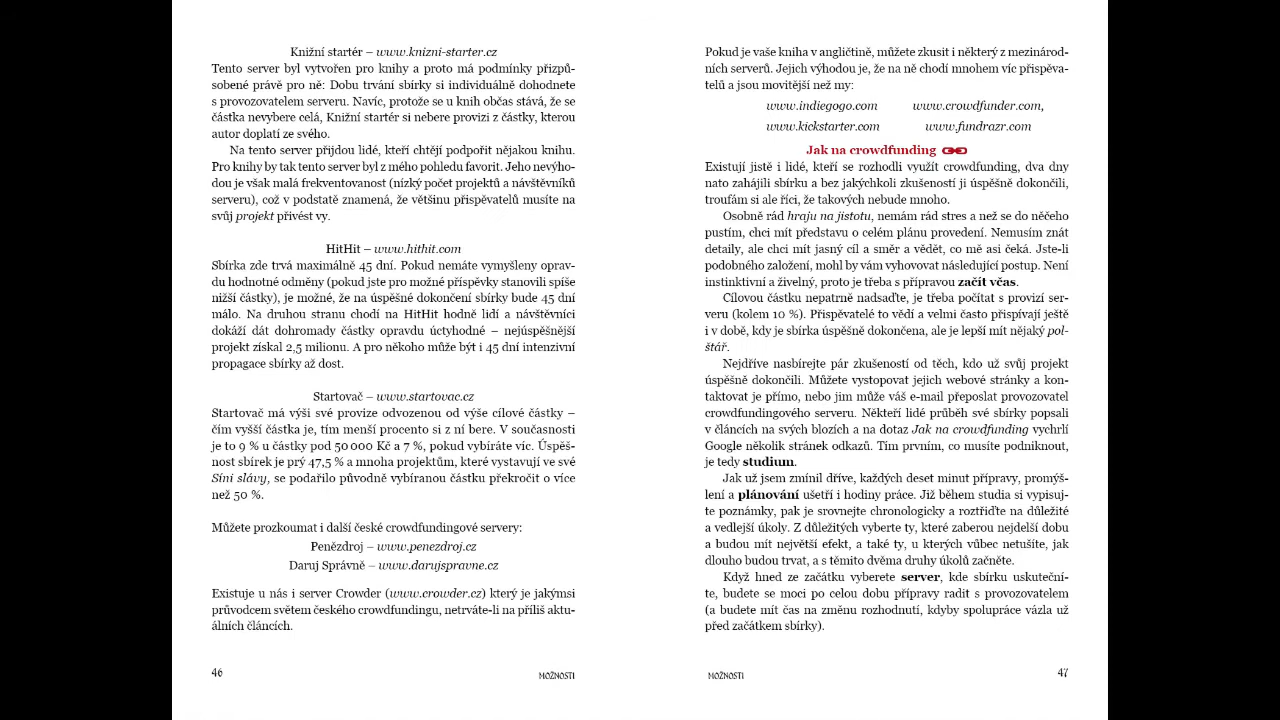 Knižní startér – www.knizni-starter.cz
Tento server byl vytvořen pro knihy a proto má podmínky přizpů-
sobené právě pro ně: Dobu trvání sbírky si individuálně dohodnete
s provozovatelem serveru. Navíc, protože se u knih občas stává, že se
částka nevybere celá, Knižní startér si nebere provizi z částky, kterou
autor doplatí ze svého.
Na tento server přijdou lidé, kteří chtějí podpořit nějakou knihu.
Pro knihy by tak tento server byl z mého pohledu favorit. Jeho nevýho-
dou je však malá frekventovanost (nízký počet projektů a návštěvníků
serveru), což v podstatě znamená, že většinu přispěvatelů musíte na
svůj projekt přivést vy.
HitHit – www.hithit.com
Sbírka zde trvá maximálně 45 dní. Pokud nemáte vymyšleny oprav-
du hodnotné odměny (pokud jste pro možné příspěvky stanovili spíše
nižší částky), je možné, že na úspěšné dokončení sbírky bude 45 dní
málo. Na druhou stranu chodí na HitHit hodně lidí a návštěvníci
dokáží dát dohromady částky opravdu úctyhodné – nejúspěšnější
projekt získal 2,5 milionu. A pro někoho může být i 45 dní intenzivní
propagace sbírky až dost.
Startovač – www.startovac.cz
Startovač má výši své provize odvozenou od výše cílové částky –
čím vyšší částka je, tím menší procento si z ní bere. V současnosti
je to 9 % u částky pod 50 000 Kč a 7 %, pokud vybíráte víc. Úspěš-
nost sbírek je prý 47,5 % a mnoha projektům, které vystavují ve své
Síni slávy, se podařilo původně vybíranou částku překročit o více
než 50 %.
Můžete prozkoumat i další české crowdfundingové servery:
Penězdroj – www.penezdroj.cz
Daruj Správně – www.darujspravne.cz
Existuje u nás i server Crowder (www.crowder.cz) který je jakýmsi
průvodcem světem českého crowdfundingu, netrváte-li na příliš aktu-
álních článcích.
46
MOŽNOSTI
Pokud je vaše kniha v angličtině, můžete zkusit i některý z mezinárod-
ních serverů. Jejich výhodou je, že na ně chodí mnohem víc přispěva-
telů a jsou movitější než my:
www.indiegogo.com www.crowdfunder.com,
www.kickstarter.com www.fundrazr.com
Jak na crowdfunding
Existují jistě i lidé, kteří se rozhodli využít crowdfunding, dva dny
nato zahájili sbírku a bez jakýchkoli zkušeností ji úspěšně dokončili,
troufám si ale říci, že takových nebude mnoho.
Osobně rád hraju na jistotu, nemám rád stres a než se do něčeho
pustím, chci mít představu o celém plánu provedení. Nemusím znát
detaily, ale chci mít jasný cíl a směr a vědět, co mě asi čeká. Jste-li
podobného založení, mohl by vám vyhovovat následující postup. Není
instinktivní a živelný, proto je třeba s přípravou začít včas.
Cílovou částku nepatrně nadsaďte, je třeba počítat s provizí ser-
veru (kolem 10 %). Přispěvatelé to vědí a velmi často přispívají ještě
i v době, kdy je sbírka úspěšně dokončena, ale je lepší mít nějaký pol-
štář.
Nejdříve nasbírejte pár zkušeností od těch, kdo už svůj projekt
úspěšně dokončili. Můžete vystopovat jejich webové stránky a kon-
taktovat je přímo, nebo jim může váš e-mail přeposlat provozovatel
crowdfundingového serveru. Někteří lidé průběh své sbírky popsali
v článcích na svých blozích a na dotaz Jak na crowdfunding vychrlí
Google několik stránek odkazů. Tím prvním, co musíte podniknout,
je tedy studium.
Jak už jsem zmínil dříve, každých deset minut přípravy, promýš-
lení a plánování ušetří i hodiny práce. Již během studia si vypisuj-
te poznámky, pak je srovnejte chronologicky a roztřiďte na důležité
a vedlejší úkoly. Z důležitých vyberte ty, které zaberou nejdelší dobu
a budou mít největší efekt, a také ty, u kterých vůbec netušíte, jak
dlouho budou trvat, a s těmito dvěma druhy úkolů začněte.
Když hned ze začátku vyberete server, kde sbírku uskuteční-
te, budete se moci po celou dobu přípravy radit s provozovatelem
(a budete mít čas na změnu rozhodnutí, kdyby spolupráce vázla už
před začátkem sbírky).
MOŽNOSTI
47